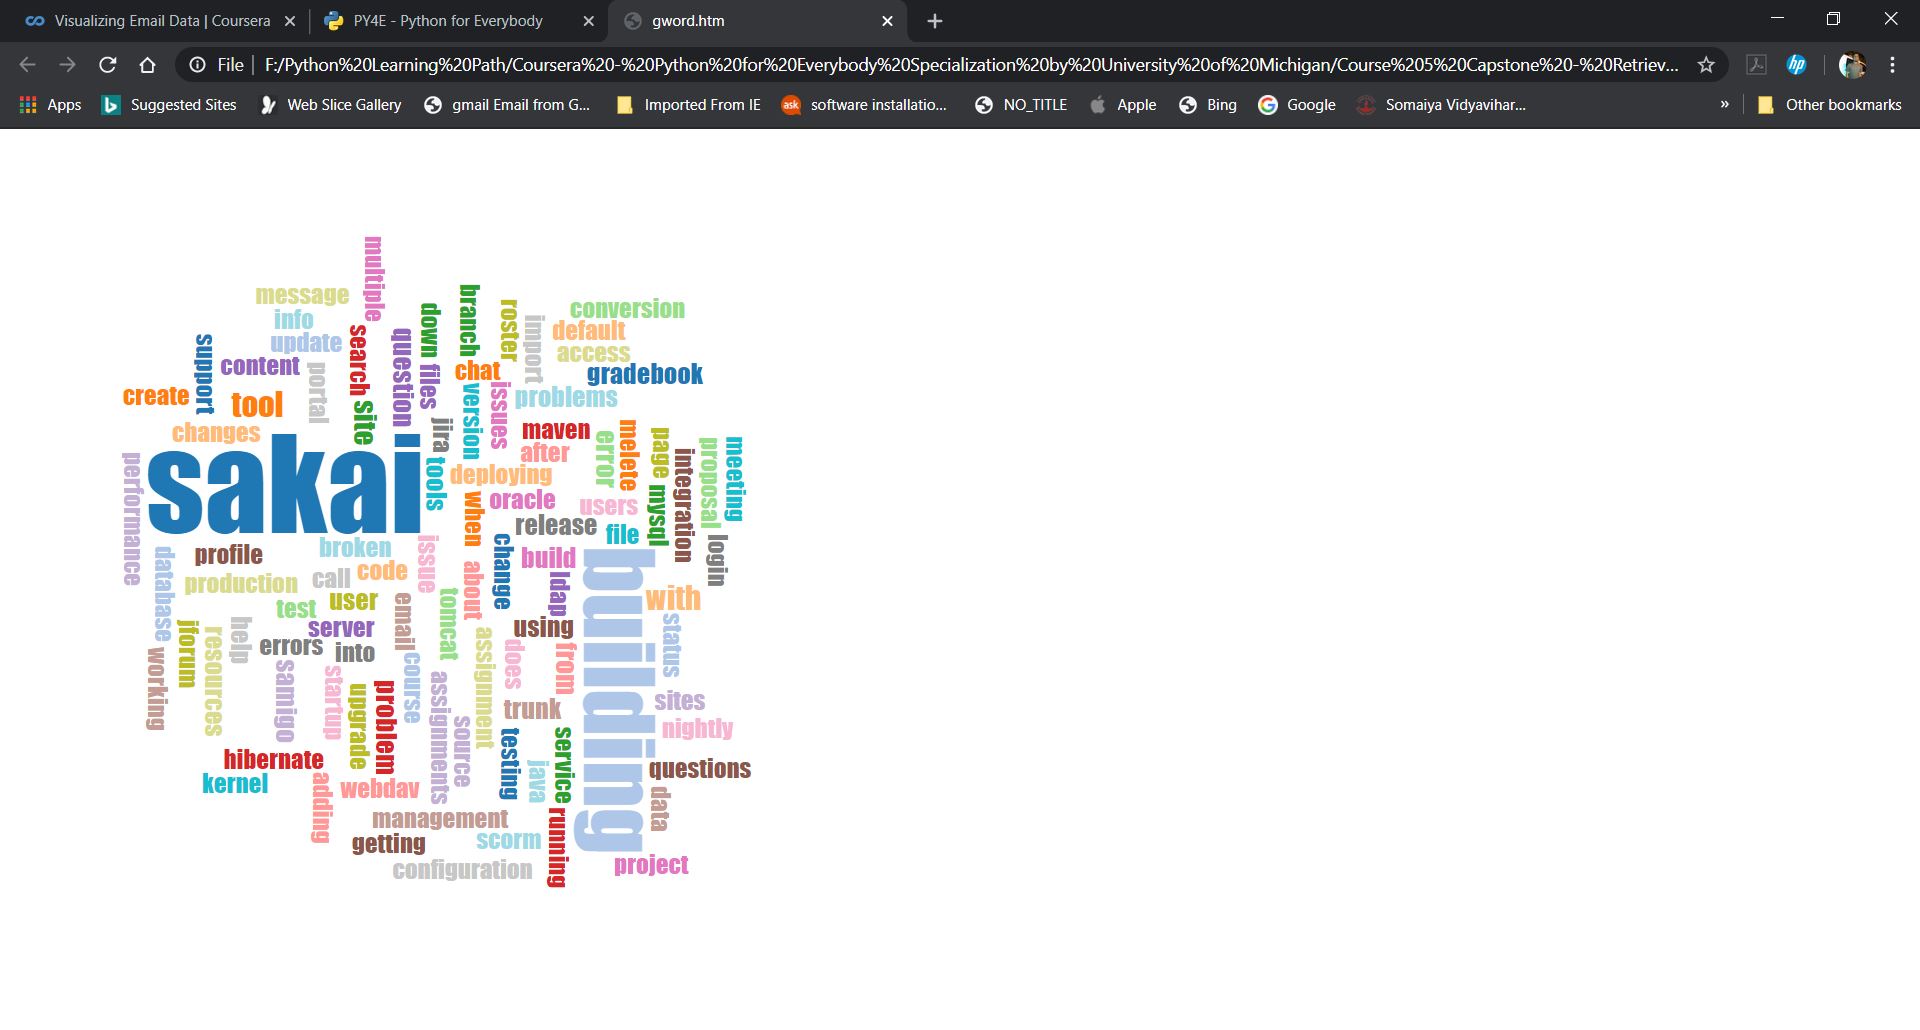 Visualizing Email Data | Coursera
PY4E - Python for Everybody
gword.htm
File
F:/Python%20Learning%20Path/Coursera%20-%20Python%20for%20Everybody%20Specialization%20by%20University%20of%20Michigan/Course%205%20Capstone%20-%20Retriev...
hp
Apps
Suggested Sites
Web Slice Gallery
gmail Email from G...
Imported From IE
ask
software installatio...
NO_TITLE
Apple
Bing
Google
Somaiya Vidyavihar...
»
Other bookmarks
multiple
message
info
update
support
content
portal
search
question
down
branch
roster
import
conversion
default
access
gradebook
create
tool
changes
site
files
chat
version
issues
problems
jira
maven
after
error
melete
page
integration
proposal
meeting
sakai
tools
deploying
when
oracle
users
mysql
performance
release
file
login
profile
broken
issue
change
build
database
production
call
code
about
ldap
building
with
test
user
email
tomcat
status
working
jforum
resources
help
errors
server
into
course
assignment
does
using
from
samigo
startup
upgrade
problem
assignments
source
trunk
sites
nightly
hibernate
kernel
adding
webdav
testing
java
service
questions
data
management
getting
scorm
running
configuration
project